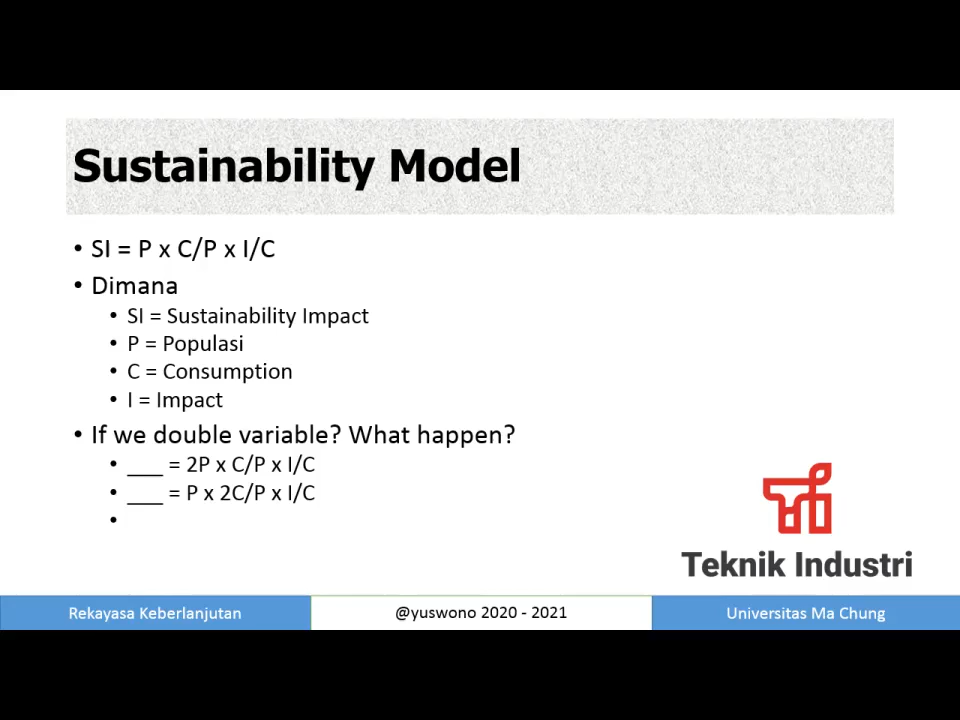 Sustainability Model
• SI = P x C/P x I/C
• Dimana
• SI = Sustainability Impact
• P = Populasi
• C = Consumption
• I = Impact
• If we double variable? What happen?
• ___ = 2P x C/P x I/C
• ___ = P x 2C/P x I/C
•
Teknik Industri
Rekayasa Keberlanjutan
@yuswono 2020 - 2021
Universitas Ma Chung